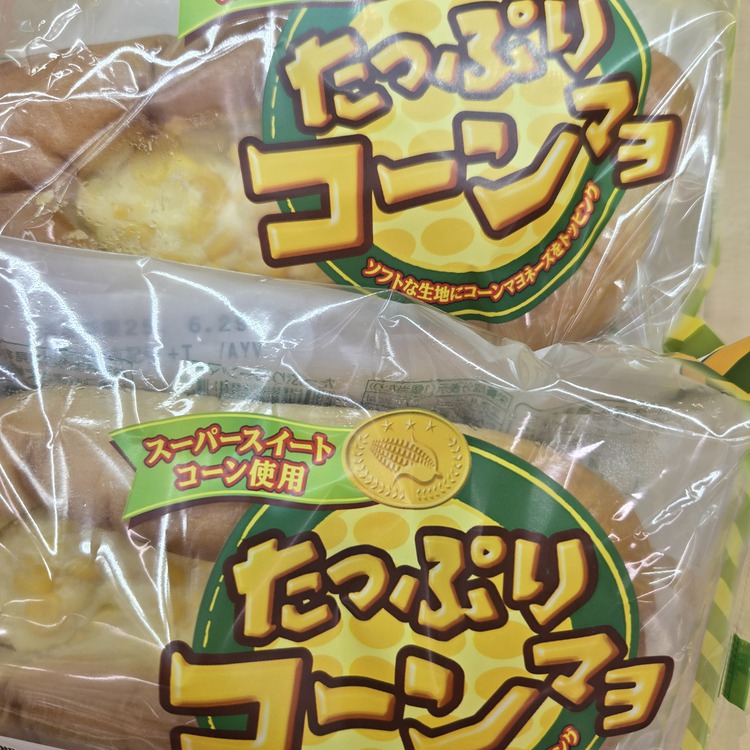 たっぷり
コーンマヨ
ソフトな生地にコーンマヨネーズをトッピング
6.29
スーパースイート
コーン使用
たっぷり
コーンマヨ